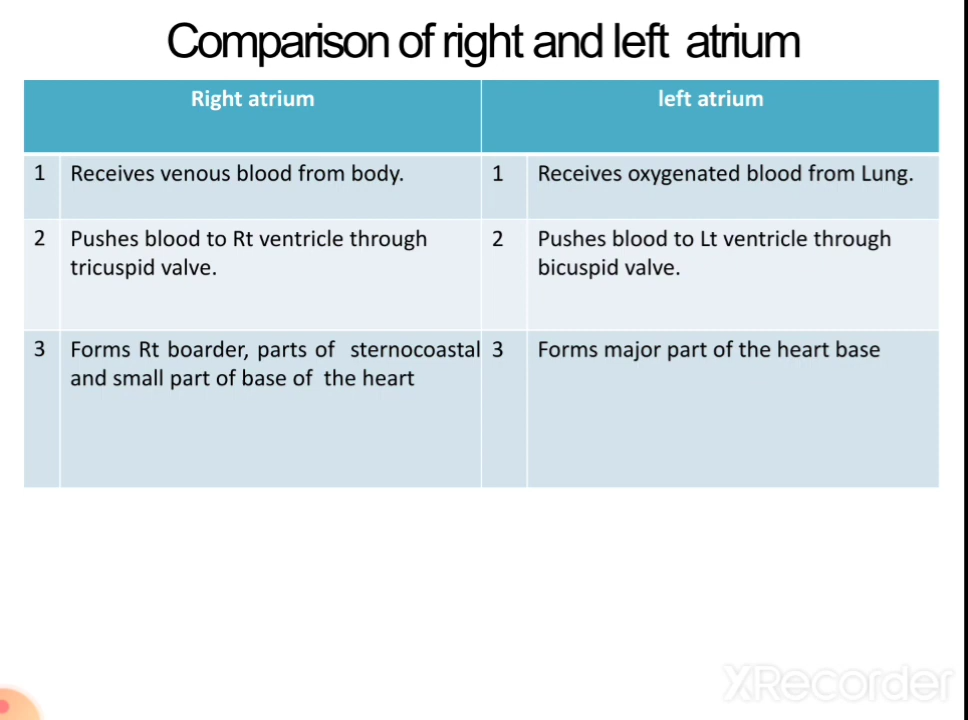 Comparison of right and left atrium
Right atrium
left atrium
1 Receives venous blood from body.
1 Receives oxygenated blood from Lung.
2 Pushes blood to Rt ventricle through
tricuspid valve.
2 Pushes blood to Lt ventricle through
bicuspid valve.
3 Forms Rt boarder, parts of sternocoastal
and small part of base of the heart
3 Forms major part of the heart base
XRecorder